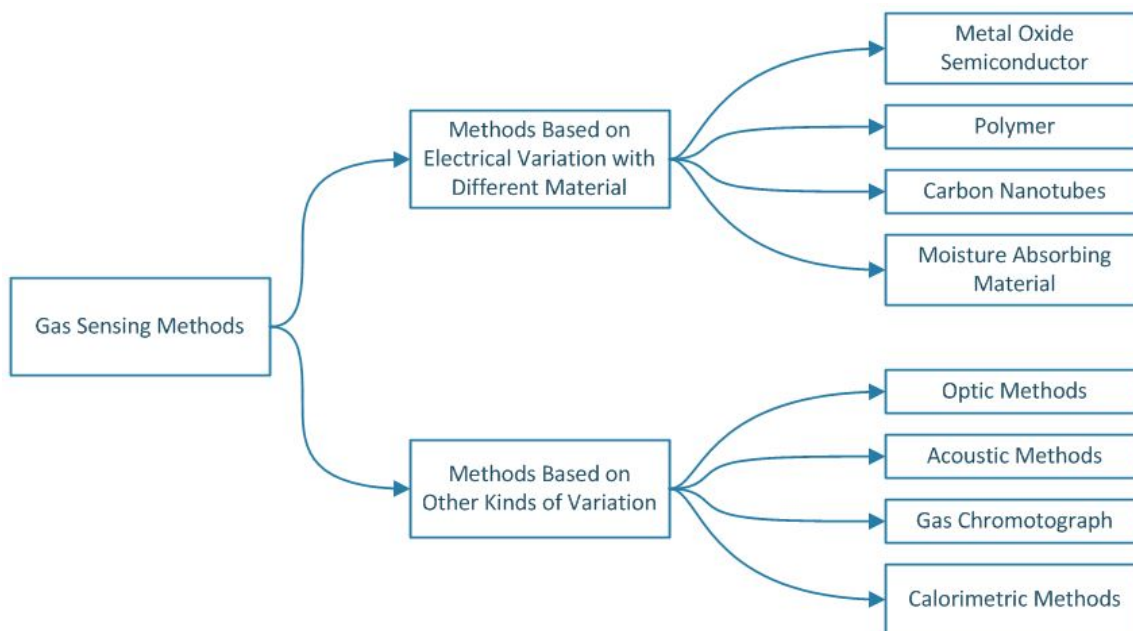 Gas Sensing Methods
Methods Based on
Electrical Variation with
Different Material
Metal Oxide
Semiconductor
Polymer
Carbon Nanotubes
Moisture Absorbing
Material
Methods Based on
Other Kinds of Variation
Optic Methods
Acoustic Methods
Gas Chromotograph
Calorimetric Methods